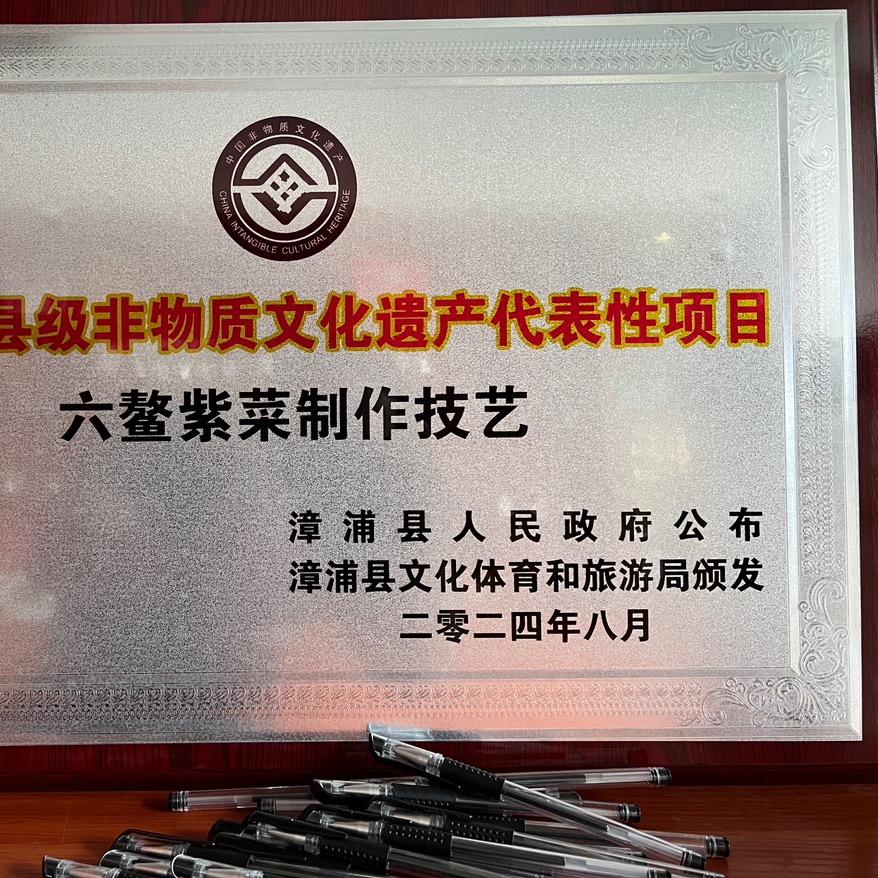 中国非物质文化遗产
CHINA INTANGIBLE CULTURAL HERITAGE
县级非物质文化遗产代表性项目
六鳌紫菜制作技艺
漳浦县人民政府公布
漳浦县文化体育和旅游局颁发
二零二四年八月